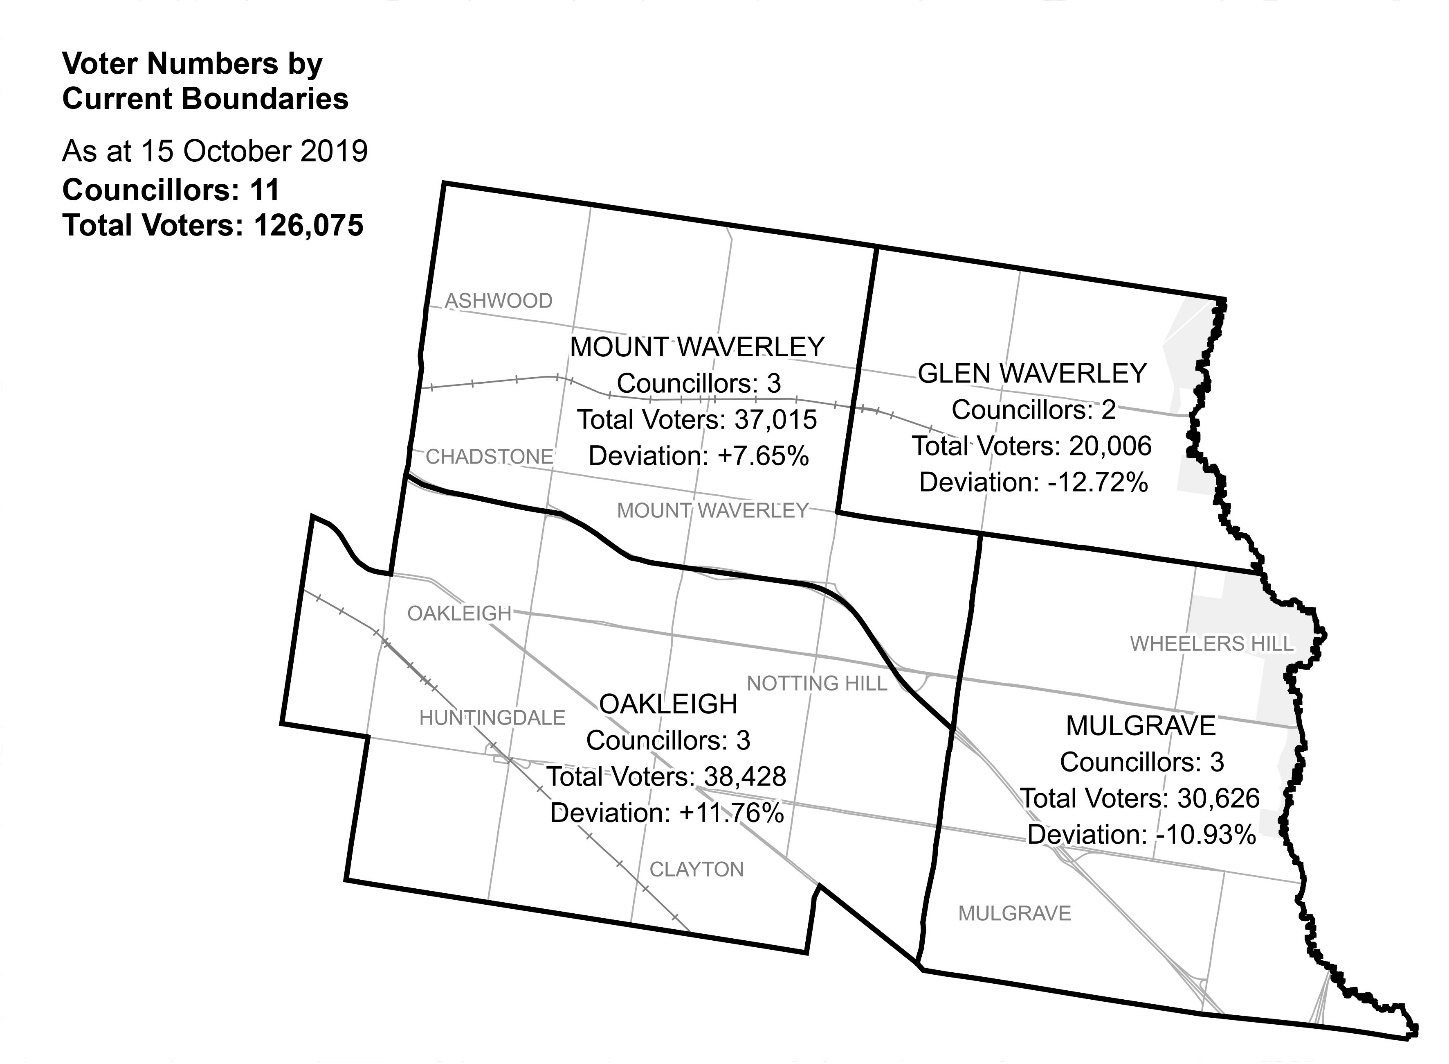 Voter Numbers by
Current Boundaries
As at 15 October 2019
Councillors: 11
Total Voters: 126,075
ASHWOOD
MOUNT WAVERLEY
Councillors: 3
Total Voters: 37,015
Deviation: +7.65%
GLEN WAVERLEY
Councillors: 2
Total Voters: 20,006
Deviation: -12.72%
CHADSTONE
MOUNT WAVERLEY
OAKLEIGH
WHEELERS HILL
NOTTING HILL
HUNTINGDALE
OAKLEIGH
Councillors: 3
Total Voters: 38,428
Deviation: +11.76%
MULGRAVE
Councillors: 3
Total Voters: 30,626
Deviation: -10.93%
CLAYTON
MULGRAVE